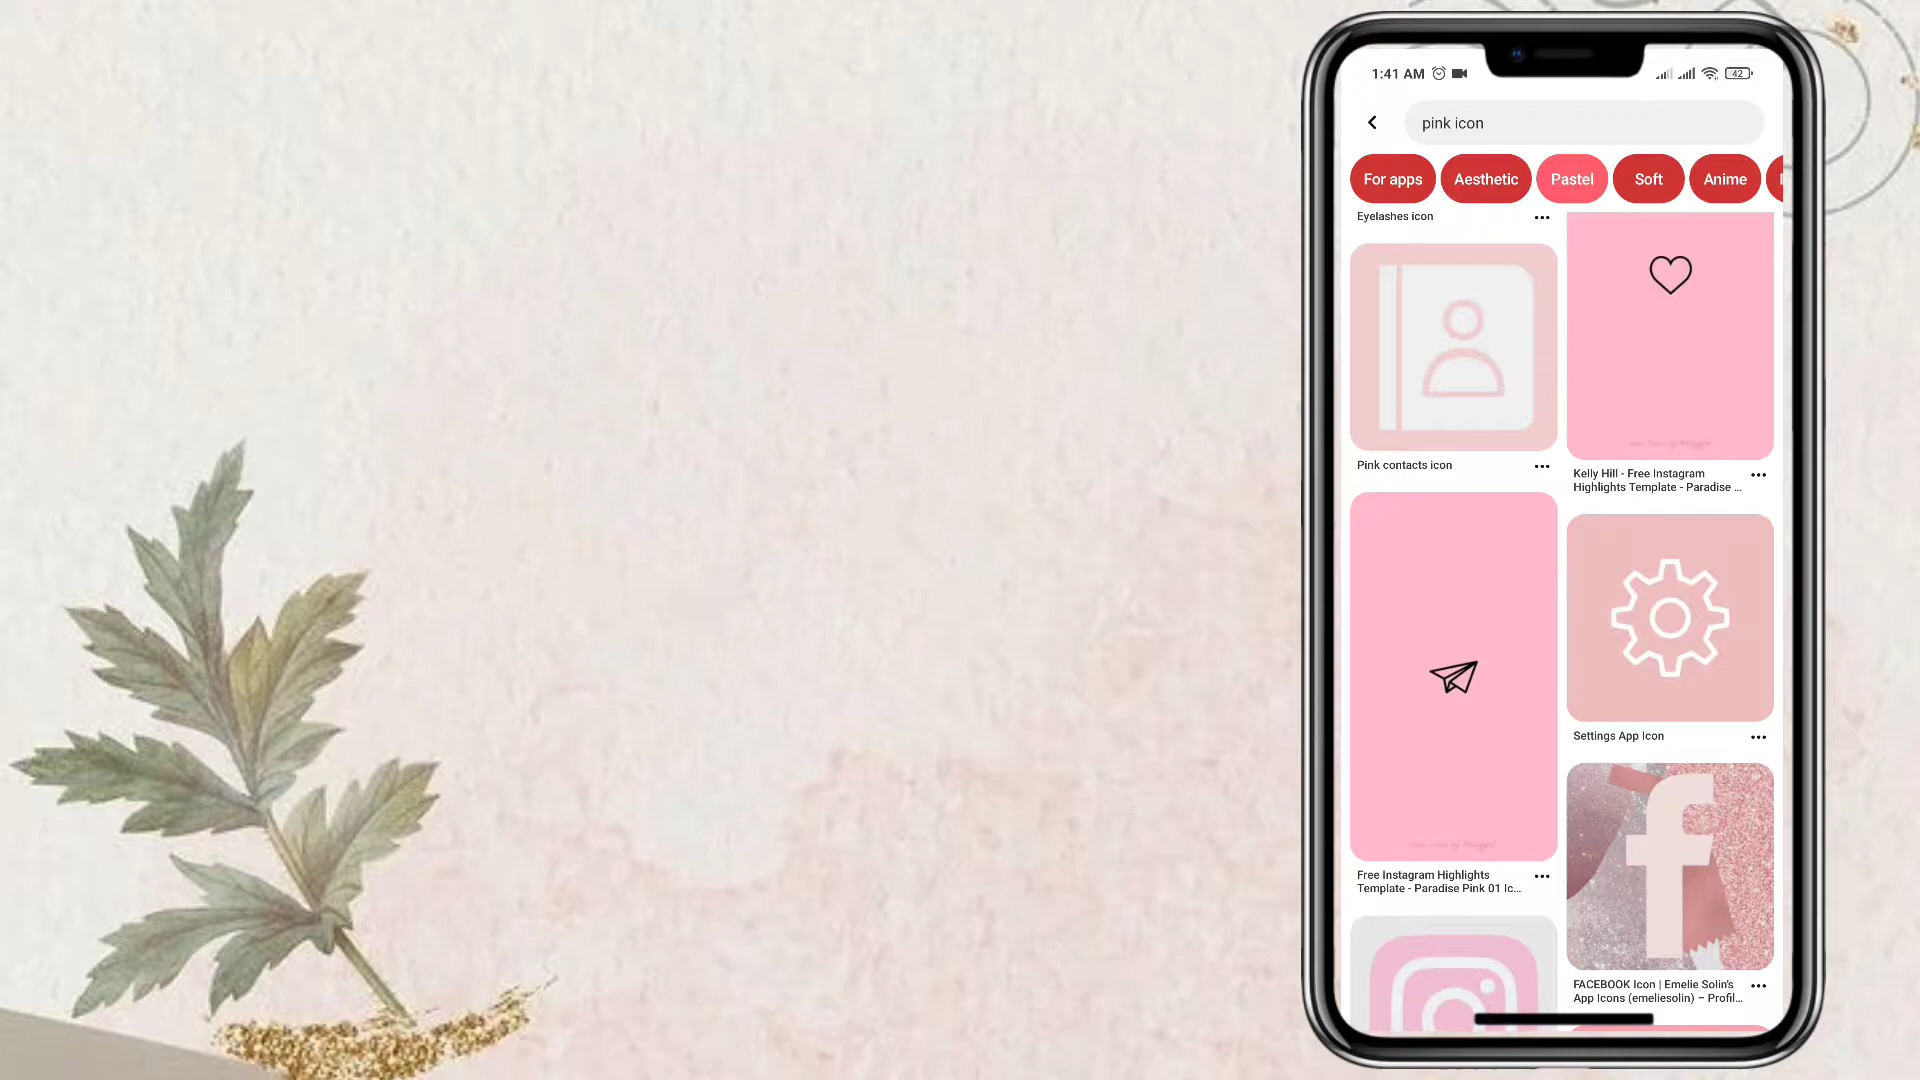 1:41 AM
42
pink icon
For apps
Aesthetic
Pastel
Soft
Anime
Eyelashes icon
Pink contacts icon
Kelly Hill - Free Instagram
Highlights Template - Paradise ...
Settings App Icon
Free Instagram Highlights
Template - Paradise Pink 01 Ic...
FACEBOOK Icon | Emelie Solin's
App Icons (emeliesolin) – Profil...